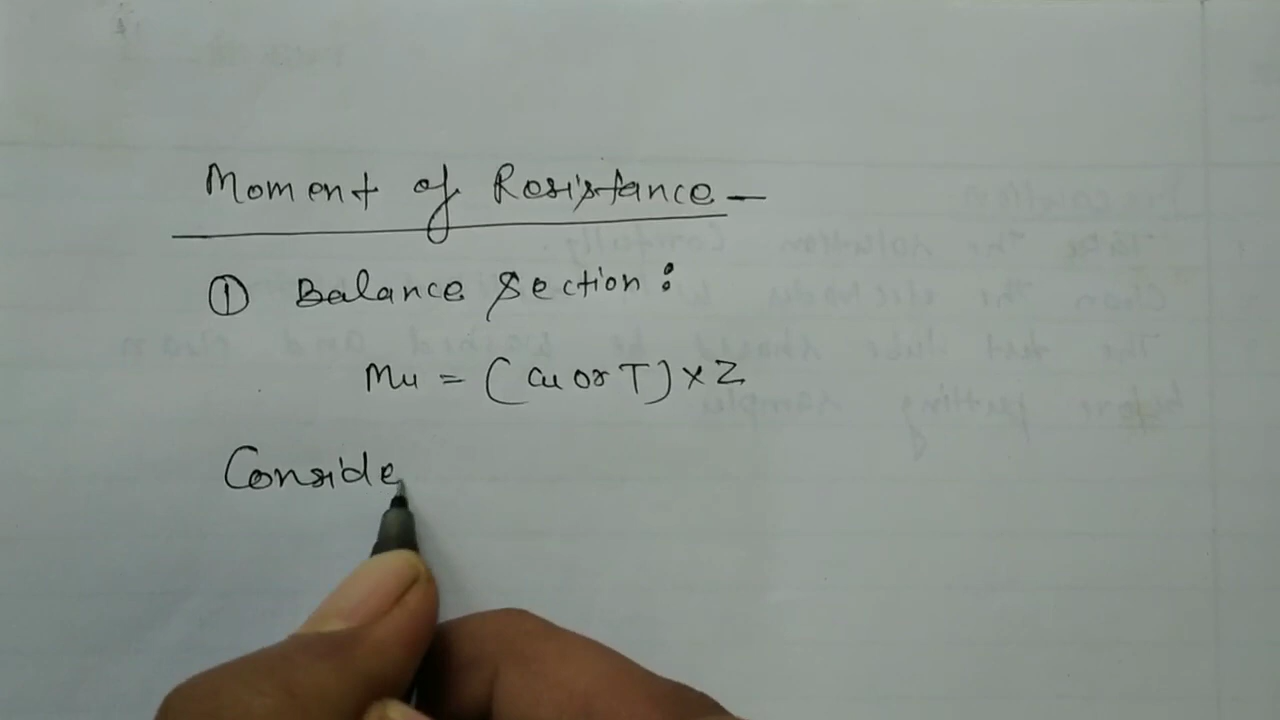 Moment of Resistance —
① Balance Section:
Mu = (Cu or T) × Z
Conside